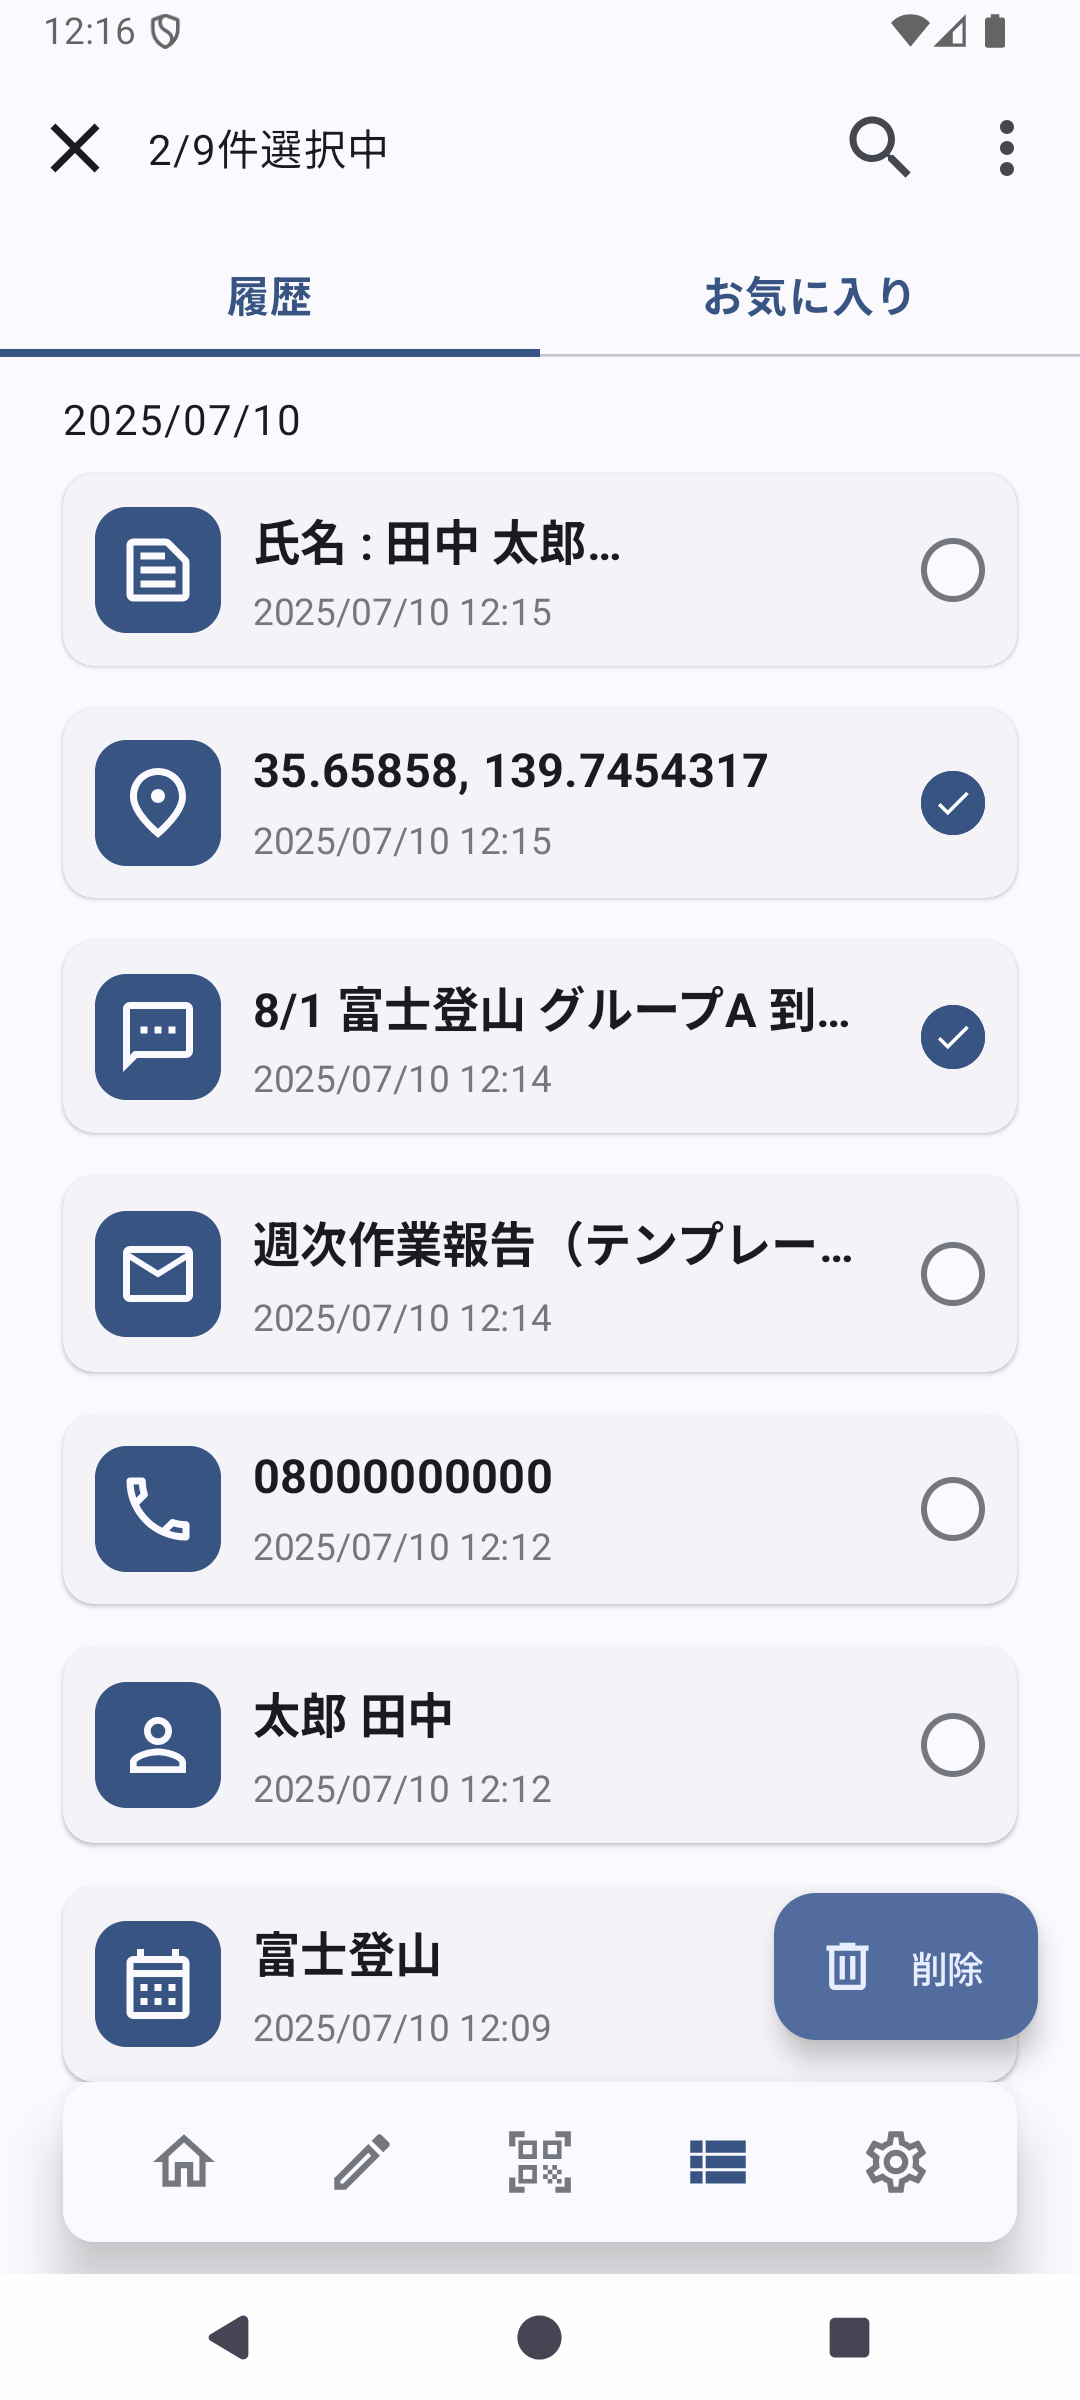 12:16
2/9件選択中
履歴
お気に入り
2025/07/10
氏名 : 田中 太郎...
2025/07/10 12:15
35.65858, 139.7454317
2025/07/10 12:15
8/1 富士登山 グループA 到...
2025/07/10 12:14
週次作業報告（テンプレー...
2025/07/10 12:14
08000000000
2025/07/10 12:12
太郎 田中
2025/07/10 12:12
富士登山
2025/07/10 12:09
削除